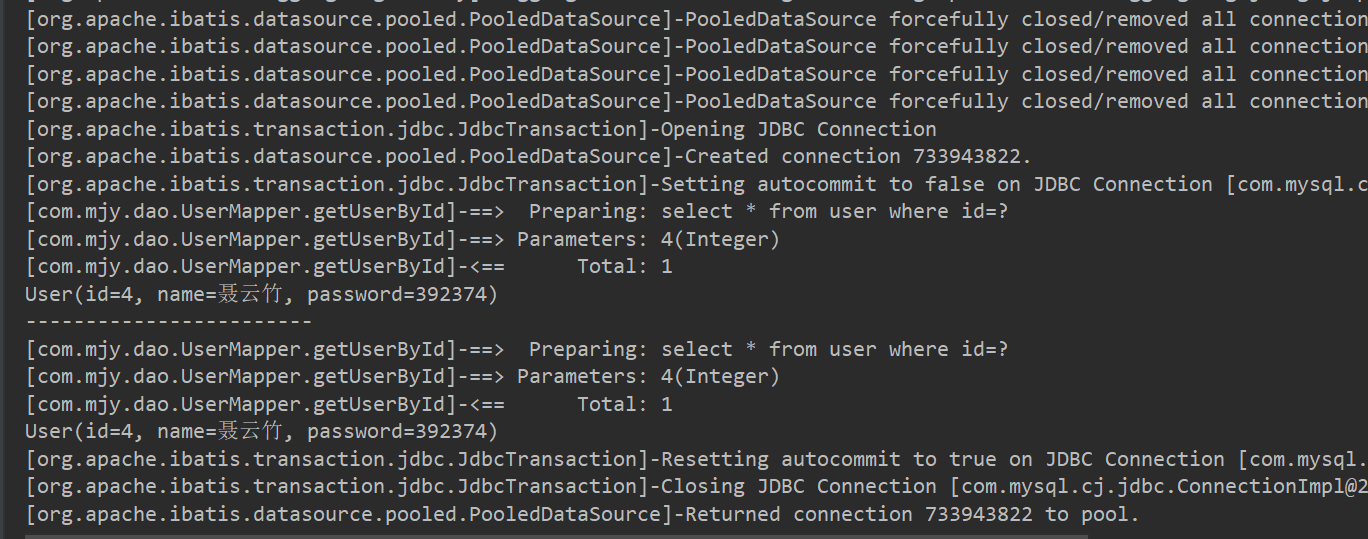 [org.apache.ibatis.datasource.pooled.PooledDataSource]-PooledDataSource forcefully closed/removed all connection
[org.apache.ibatis.datasource.pooled.PooledDataSource]-PooledDataSource forcefully closed/removed all connection
[org.apache.ibatis.datasource.pooled.PooledDataSource]-PooledDataSource forcefully closed/removed all connection
[org.apache.ibatis.datasource.pooled.PooledDataSource]-PooledDataSource forcefully closed/removed all connection
[org.apache.ibatis.transaction.jdbc.JdbcTransaction]-Opening JDBC Connection
[org.apache.ibatis.datasource.pooled.PooledDataSource]-Created connection 733943822.
[org.apache.ibatis.transaction.jdbc.JdbcTransaction]-Setting autocommit to false on JDBC Connection [com.mysql.c
[com.mjy.dao.UserMapper.getUserById]-==>  Preparing: select * from user where id=?
[com.mjy.dao.UserMapper.getUserById]-==> Parameters: 4(Integer)
[com.mjy.dao.UserMapper.getUserById]-<==      Total: 1
User(id=4, name=聂云竹, password=392374)
------------------------
[com.mjy.dao.UserMapper.getUserById]-==>  Preparing: select * from user where id=?
[com.mjy.dao.UserMapper.getUserById]-==> Parameters: 4(Integer)
[com.mjy.dao.UserMapper.getUserById]-<==      Total: 1
User(id=4, name=聂云竹, password=392374)
[org.apache.ibatis.transaction.jdbc.JdbcTransaction]-Resetting autocommit to true on JDBC Connection [com.mysql.
[org.apache.ibatis.transaction.jdbc.JdbcTransaction]-Closing JDBC Connection [com.mysql.cj.jdbc.ConnectionImpl@2
[org.apache.ibatis.datasource.pooled.PooledDataSource]-Returned connection 733943822 to pool.